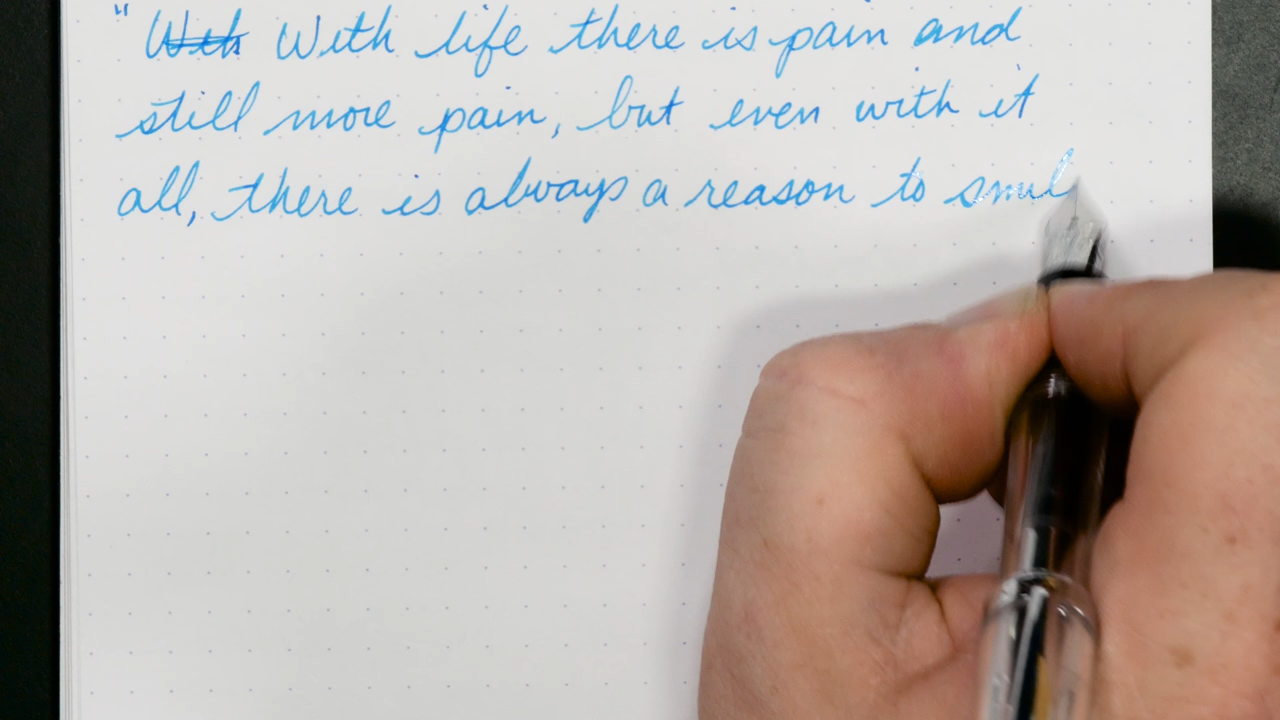 " With life there is pain and
still more pain, but even with it
all, there is always a reason to smil